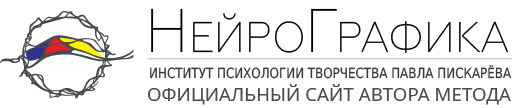 НейроГрафика
ИНСТИТУТ ПСИХОЛОГИИ ТВОРЧЕСТВА ПАВЛА ПИСКАРЁВА
ОФИЦИАЛЬНЫЙ САЙТ АВТОРА МЕТОДА